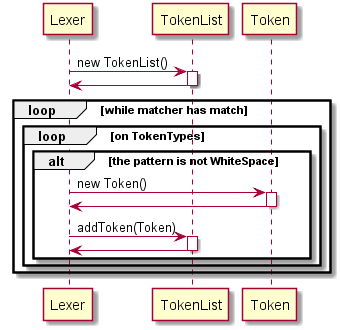 Lexer TokenList Token
new TokenList()
loop [while matcher has match]
loop [on TokenTypes]
alt [the pattern is not WhiteSpace]
new Token()
addToken(Token)
Lexer TokenList Token